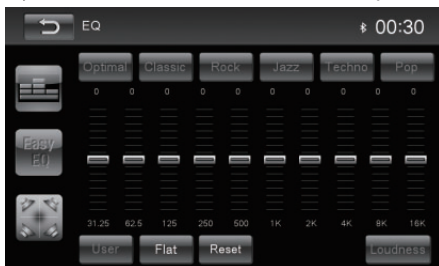 EQ 00:30
Optimal Classic Rock Jazz Techno Pop
0 0 0 0 0 0 0 0 0 0
Easy
EQ
31.25 62.5 125 250 500 1K 2K 4K 8K 16K
User Flat Reset Loudness